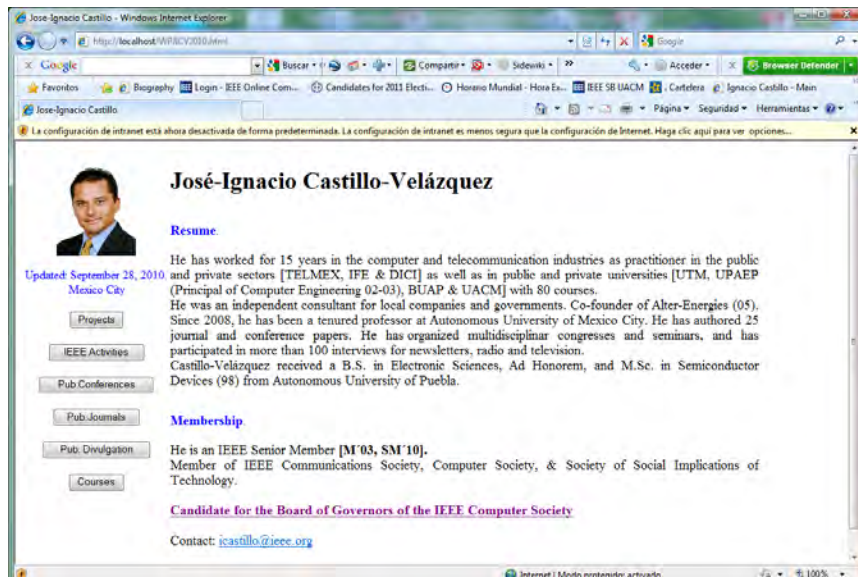 José-Ignacio Castillo - Windows Internet Explorer
http://localhost/WPJICV2010.html
Google
Google
Buscar
Compartir
Sidewiki
Acceder
Browser Defender
Favoritos
Biography
Login - IEEE Online Com...
Candidates for 2011 Electi...
Horario Mundial - Hora Ex...
IEEE SB UACM
Cartelera
Ignacio Castillo - Main
José-Ignacio Castillo
Página
Seguridad
Herramientas
La configuración de intranet está ahora desactivada de forma predeterminada. La configuración de intranet es menos segura que la configuración de Internet. Haga clic aquí para ver opciones...
José-Ignacio Castillo-Velázquez
Updated: September 28, 2010.
Mexico City
Projects
IEEE Activities
Pub.Conferences
Pub.Journals
Pub. Divulgation
Courses
Resume.
He has worked for 15 years in the computer and telecommunication industries as practitioner in the public
and private sectors [TELMEX, IFE & DICI] as well as in public and private universities [UTM, UPAEP
(Principal of Computer Engineering 02-03), BUAP & UACM] with 80 courses.
He was an independent consultant for local companies and governments. Co-founder of Alter-Energies (05).
Since 2008, he has been a tenured professor at Autonomous University of Mexico City. He has authored 25
journal and conference papers. He has organized multidisciplinar congresses and seminars, and has
participated in more than 100 interviews for newsletters, radio and television.
Castillo-Velázquez received a B.S. in Electronic Sciences, Ad Honorem, and M.Sc. in Semiconductor
Devices (98) from Autonomous University of Puebla.
Membership.
He is an IEEE Senior Member [M´03, SM´10].
Member of IEEE Communications Society, Computer Society, & Society of Social Implications of
Technology.
Candidate for the Board of Governors of the IEEE Computer Society
Contact: icastillo@ieee.org
Internet | Modo protegido: activado
100%